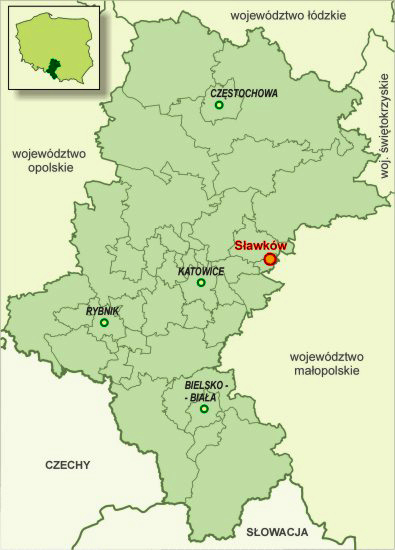 województwo łódzkie
CZĘSTOCHOWA
woj. świętokrzyskie
województwo
opolskie
Sławków
KATOWICE
RYBNIK
województwo
małopolskie
BIELSKO -
- BIAŁA
CZECHY
SŁOWACJA